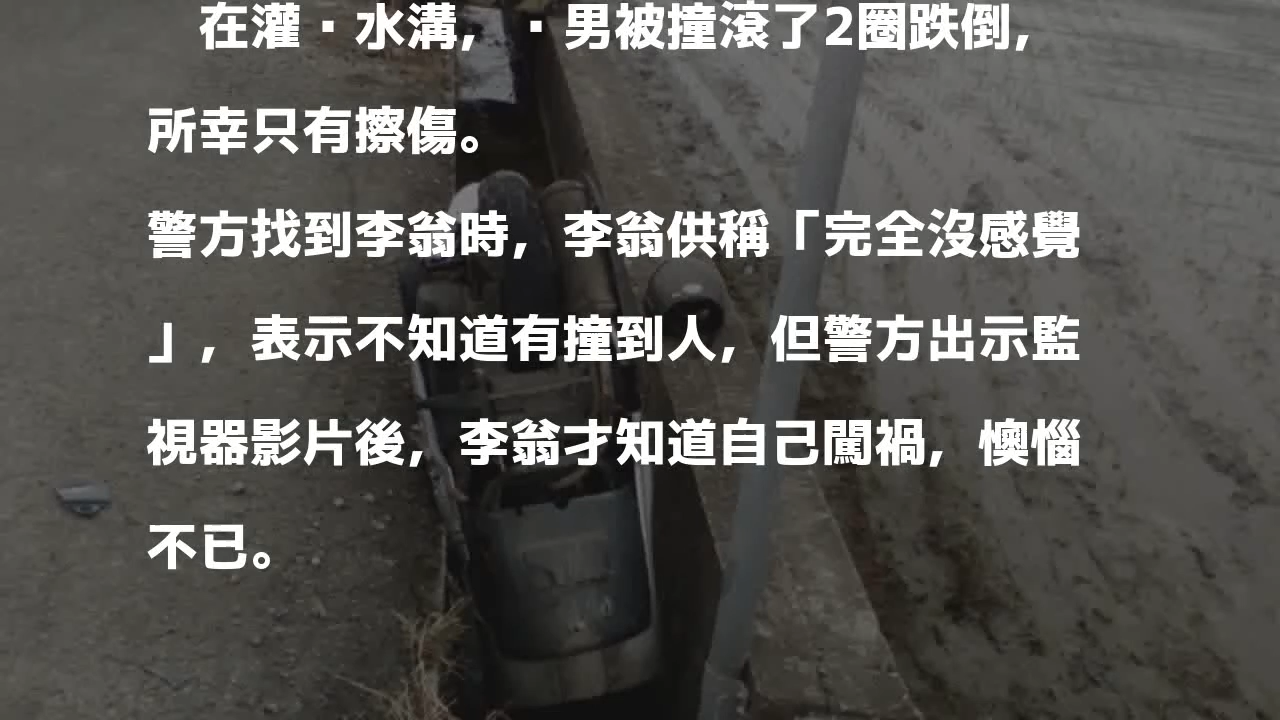 在灌·水溝,·男被撞滾了2圈跌倒,
所幸只有擦傷。
警方找到李翁時,李翁供稱「完全沒感覺
」,表示不知道有撞到人,但警方出示監
視器影片後,李翁才知道自己闖禍,懊惱
不已。